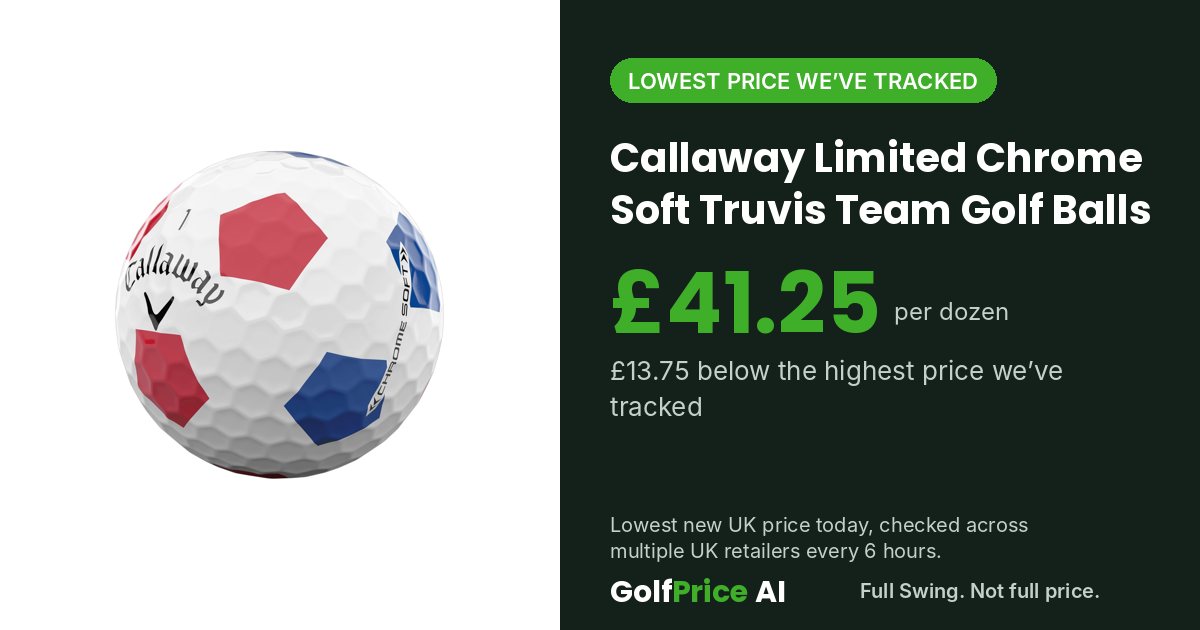 1
Callaway
CHROME SOFT
LOWEST PRICE WE’VE TRACKED
Callaway Limited Chrome
Soft Truvis Team Golf Balls
£41.25 per dozen
£13.75 below the highest price we’ve
tracked
Lowest new UK price today, checked across
multiple UK retailers every 6 hours.
GolfPrice AI
Full Swing. Not full price.